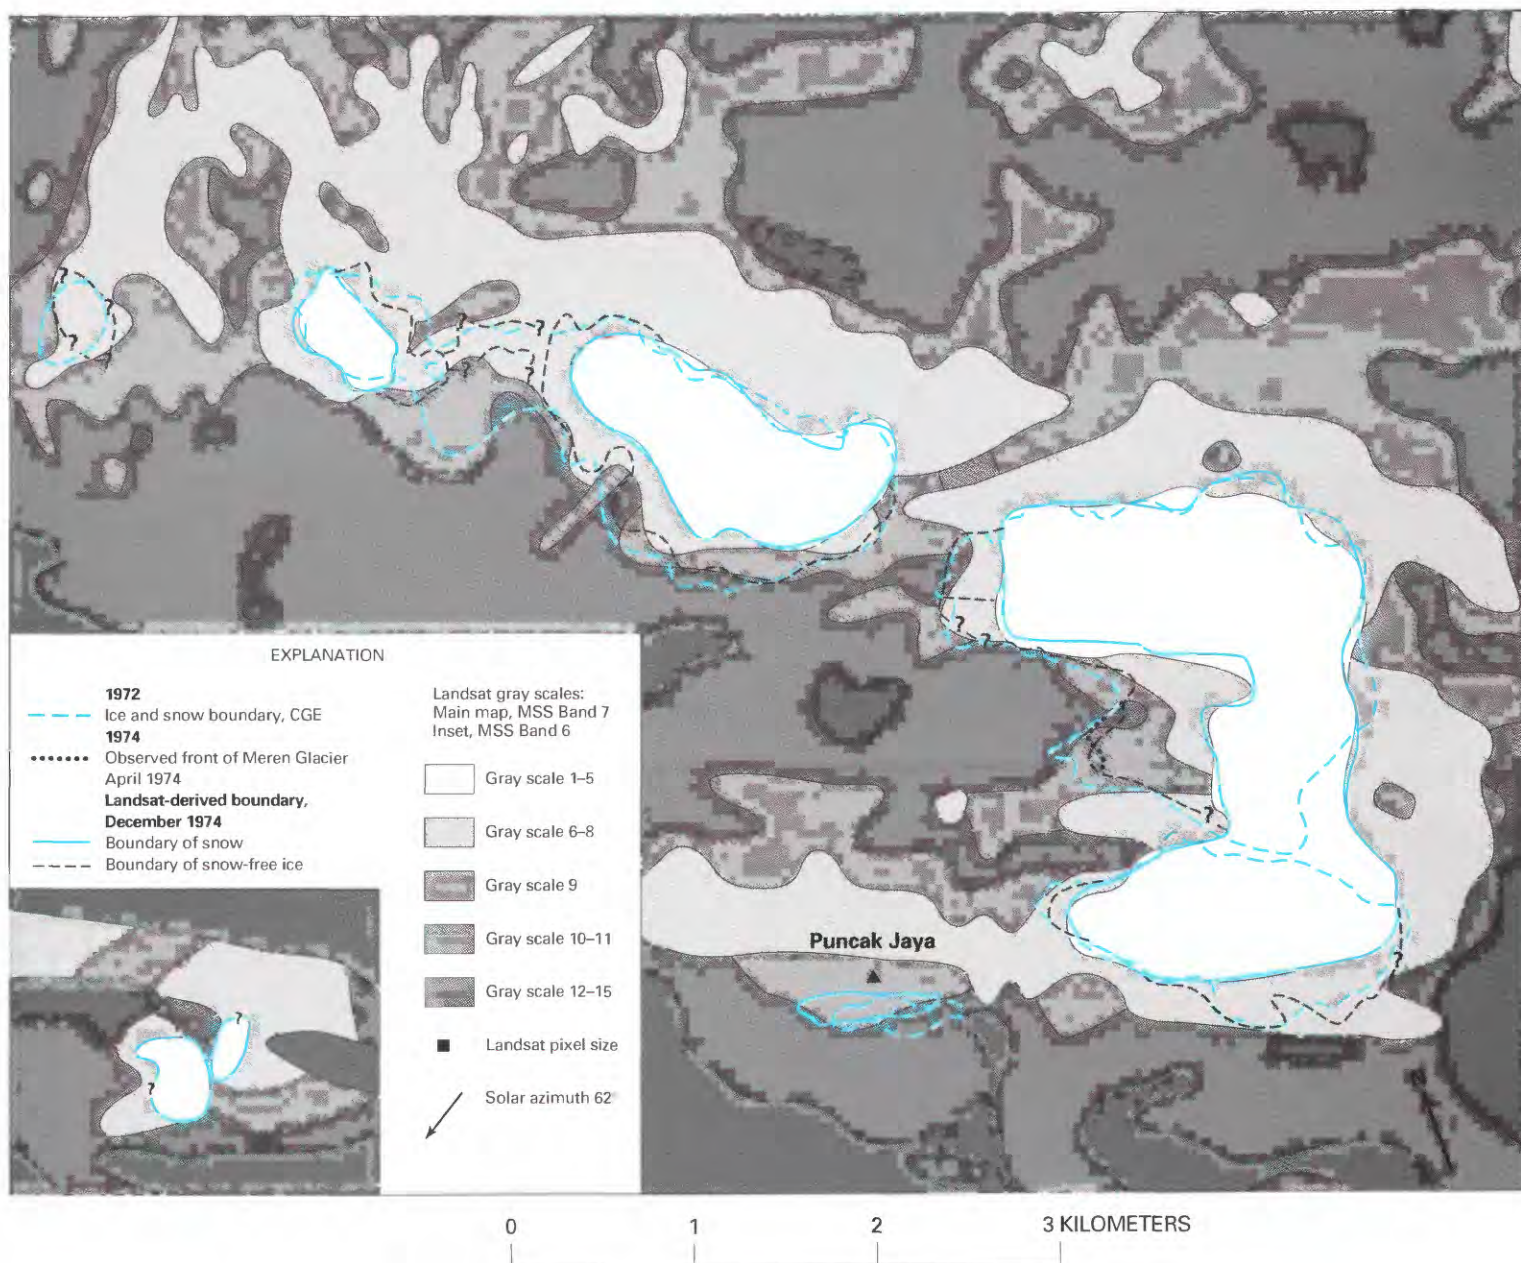 ?
?
?
?
?
?
?
?
?
?
Puncak Jaya
?
EXPLANATION
1972
Ice and snow boundary, CGE
1974
Observed front of Meren Glacier
April 1974
Landsat-derived boundary,
December 1974
Boundary of snow
Boundary of snow-free ice
Landsat gray scales:
Main map, MSS Band 7
Inset, MSS Band 6
Gray scale 1–5
Gray scale 6–8
Gray scale 9
Gray scale 10–11
Gray scale 12–15
Landsat pixel size
Solar azimuth 62°
?
?
0 1 2 3 KILOMETERS